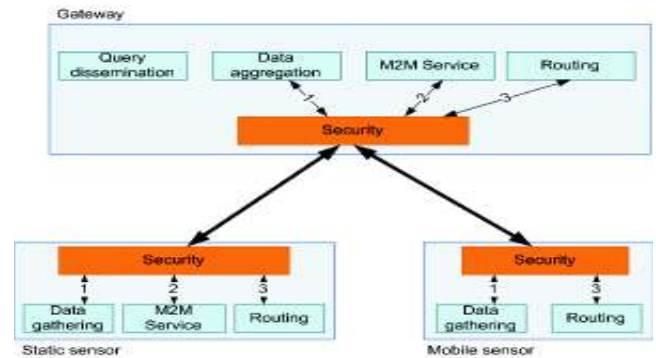 Gateway
Query
dissemination
Data
aggregation
M2M Service
Routing
1
2
3
Security
Security
1
2
3
Data
gathering
M2M
Service
Routing
Static sensor
Security
1
3
Data
gathering
Routing
Mobile sensor